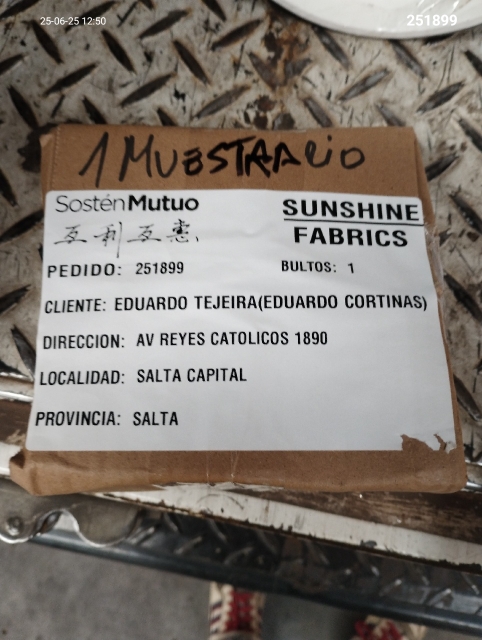 25-06-25 12:50
251899
1 MUESTRARIO
SosténMutuo
互利互惠
SUNSHINE
FABRICS
PEDIDO: 251899
BULTOS: 1
CLIENTE: EDUARDO TEJEIRA(EDUARDO CORTINAS)
DIRECCION: AV REYES CATOLICOS 1890
LOCALIDAD: SALTA CAPITAL
PROVINCIA: SALTA